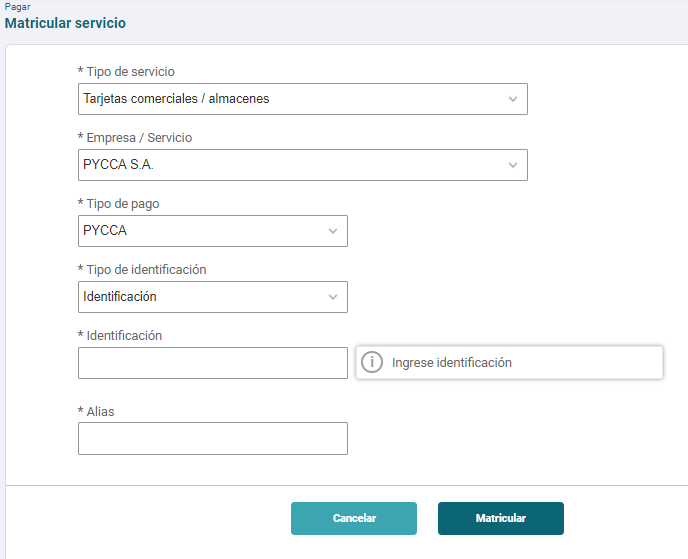 Pagar
Matricular servicio
* Tipo de servicio
Tarjetas comerciales / almacenes
* Empresa / Servicio
PYCCA S.A.
* Tipo de pago
PYCCA
* Tipo de identificación
Identificación
* Identificación
Ingrese identificación
* Alias
Cancelar
Matricular